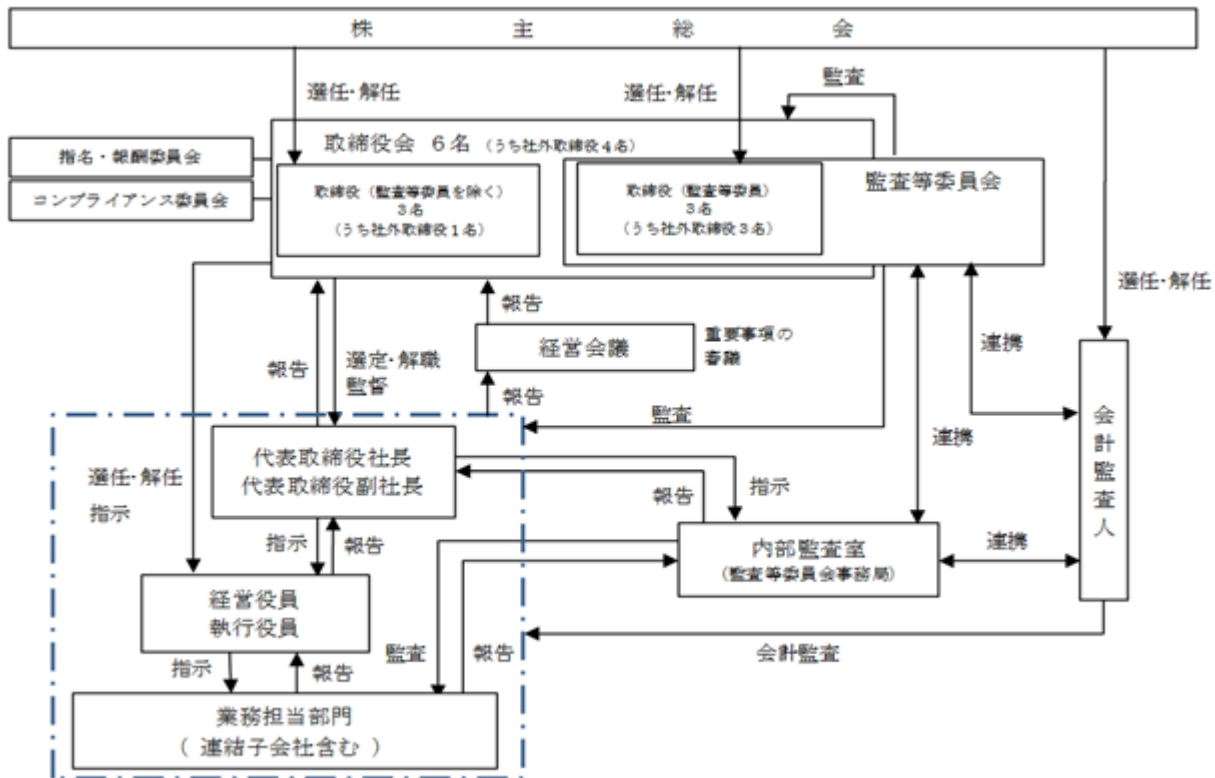 株主総会
選任・解任
選任・解任
監査
取締役会 6名 (うち社外取締役4名)
指名・報酬委員会
コンプライアンス委員会
取締役(監査等委員を除く)
3名
(うち社外取締役1名)
取締役(監査等委員)
3名
(うち社外取締役3名)
監査等委員会
選任・解任
報告
経営会議
重要事項の
審議
連携
報告
選定・解職
監督
報告
監査
連携
会計監査人
代表取締役社長
代表取締役副社長
選任・解任
指示
報告
指示
指示
報告
内部監査室
(監査等委員会事務局)
連携
経営役員
執行役員
指示
報告
監査
報告
会計監査
業務担当部門
( 連結子会社含む )